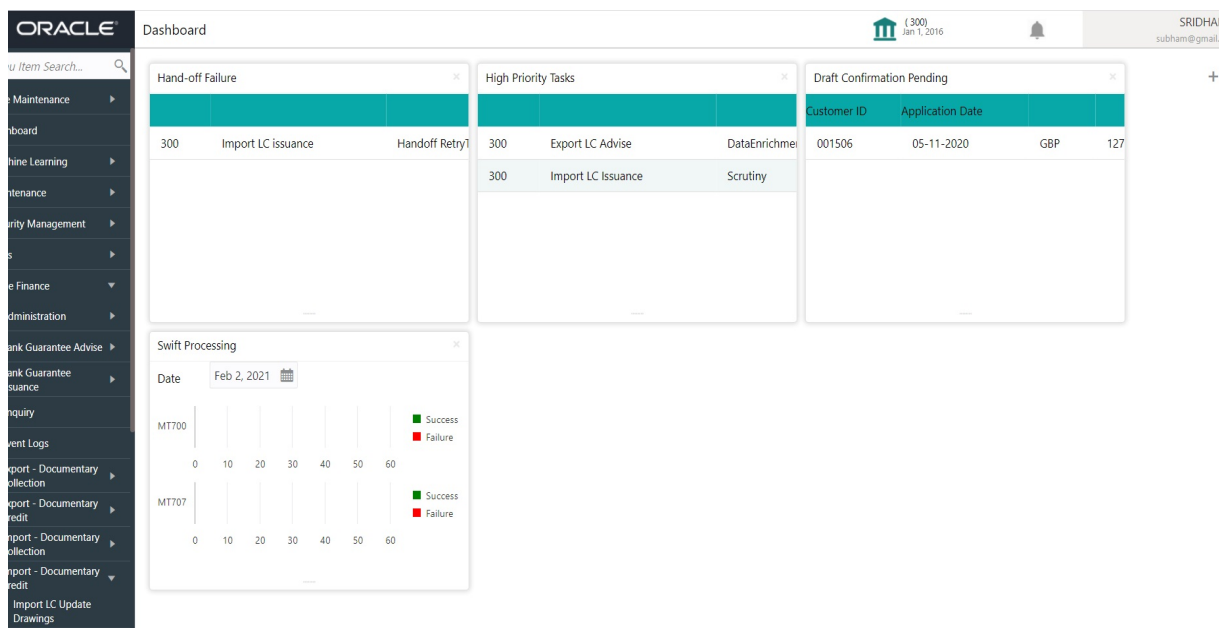 ORACLE
Dashboard
( 300)
Jan 1, 2016
SRIDHA
subham@gmail.
u Item Search...
e Maintenance
hboard
hine Learning
ntenance
urity Management
s
e Finance
dministration
ank Guarantee Advise
ank Guarantee
suance
nquiry
vent Logs
xport - Documentary
ollection
xport - Documentary
redit
mport - Documentary
ollection
mport - Documentary
redit
Import LC Update
Drawings
Hand-off Failure
300 Import LC issuance Handoff RetryT
High Priority Tasks
300 Export LC Advise DataEnrichme
300 Import LC Issuance Scrutiny
Draft Confirmation Pending
Customer ID Application Date
001506 05-11-2020 GBP 127
Swift Processing
Date Feb 2, 2021
MT700
Success
Failure
0 10 20 30 40 50 60
MT707
Success
Failure
0 10 20 30 40 50 60